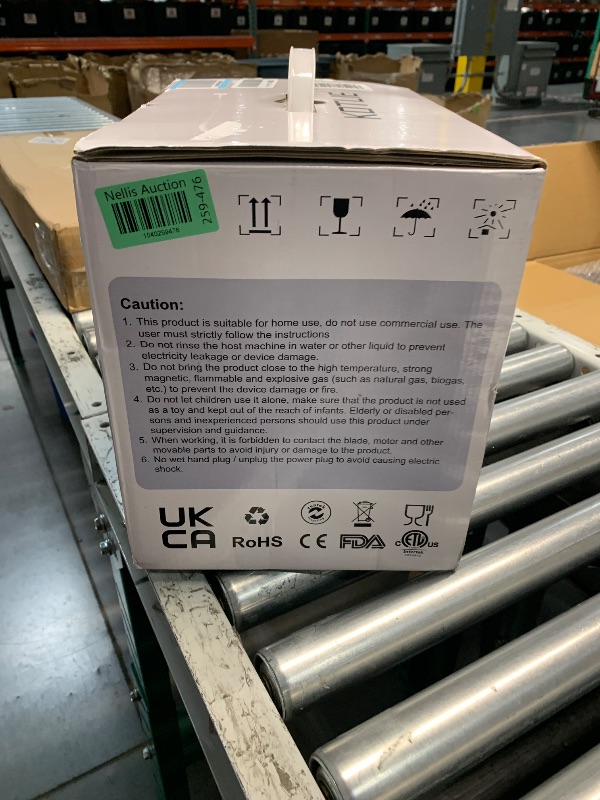 KETTLE
Nellis Auction
259-476
1040259476
Caution:
1. This product is suitable for home use, do not use commercial use. The
user must strictly follow the instructions
2. Do not rinse the host machine in water or other liquid to prevent
electricity leakage or device damage.
3. Do not bring the product close to the high temperature, strong
magnetic, flammable and explosive gas (such as natural gas, biogas,
etc.) to prevent the device damage or fire.
4. Do not let children use it alone, make sure that the product is not used
as a toy and kept out of the reach of infants. Elderly or disabled per-
sons and inexperienced persons should use this product under
supervision and guidance.
5. When working, it is forbidden to contact the blade, motor and other
movable parts to avoid injury or damage to the product.
6. No wet hand plug / unplug the power plug to avoid causing electric
shock.
UK
CA
RoHS
CE
FDA
C ETL US
Intertek